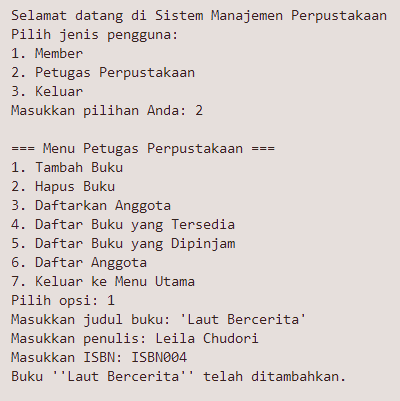 Selamat datang di Sistem Manajemen Perpustakaan
Pilih jenis pengguna:
1. Member
2. Petugas Perpustakaan
3. Keluar
Masukkan pilihan Anda: 2
=== Menu Petugas Perpustakaan ===
1. Tambah Buku
2. Hapus Buku
3. Daftarkan Anggota
4. Daftar Buku yang Tersedia
5. Daftar Buku yang Dipinjam
6. Daftar Anggota
7. Keluar ke Menu Utama
Pilih opsi: 1
Masukkan judul buku: 'Laut Bercerita'
Masukkan penulis: Leila Chudori
Masukkan ISBN: ISBN004
Buku ''Laut Bercerita'' telah ditambahkan.